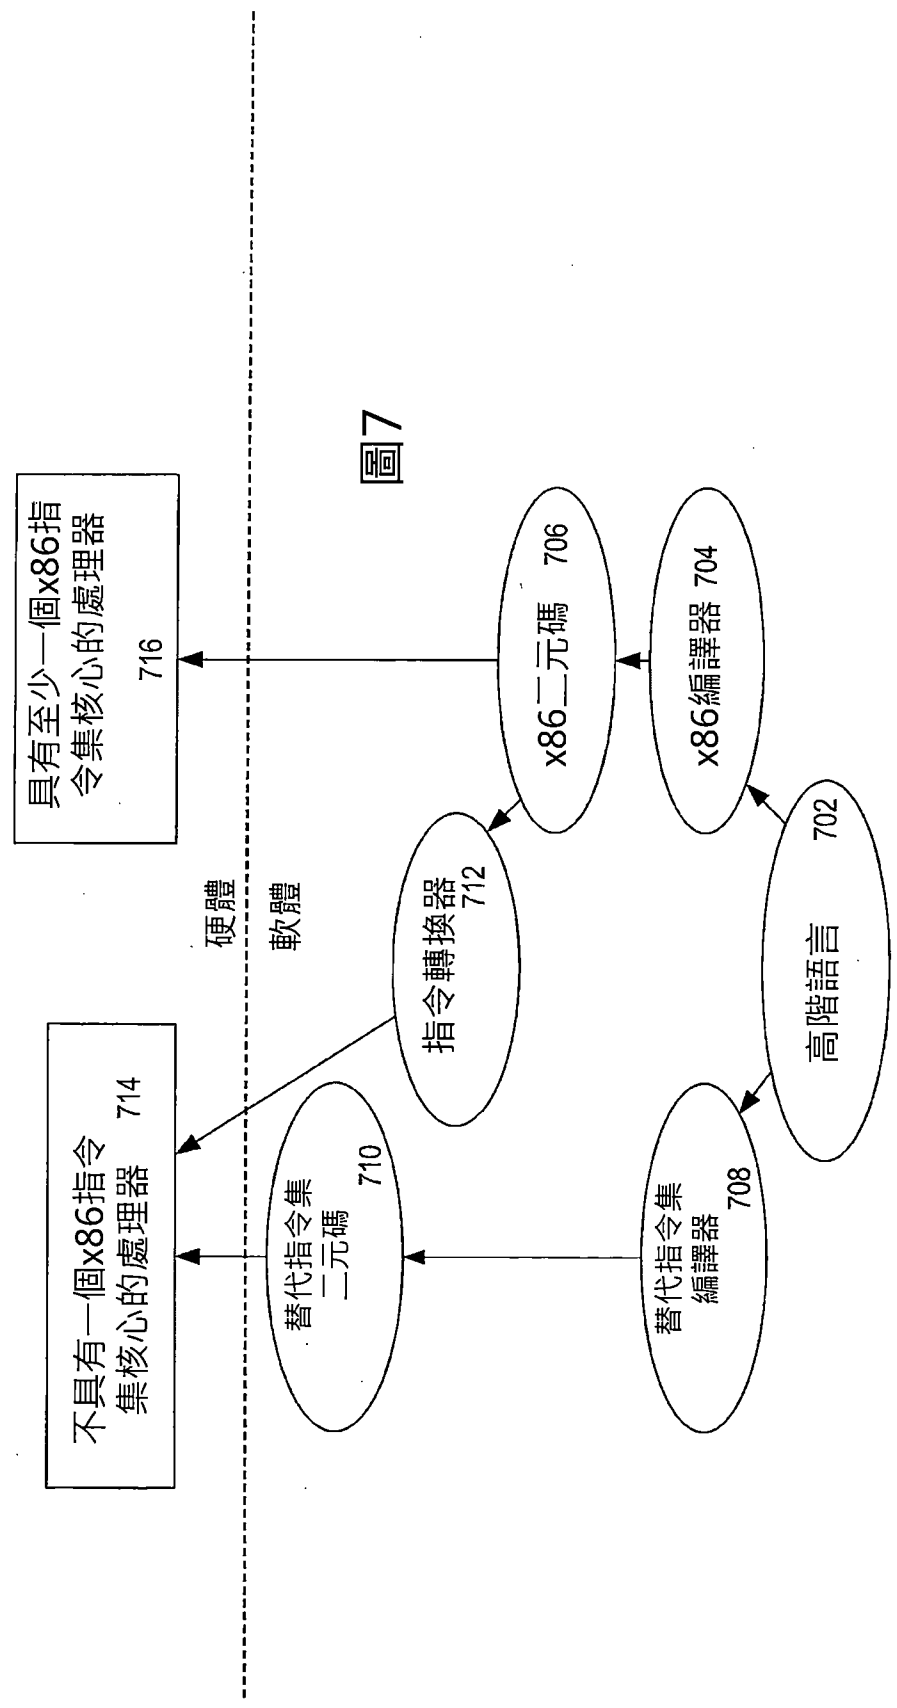 不具有一個x86指令
集核心的處理器 714
具有至少一個x86指
令集核心的處理器
716
硬體
軟體
替代指令集
二元碼
710
指令轉換器
712
x86二元碼 706
圖7
替代指令集
編譯器
708
x86編譯器 704
高階語言 702